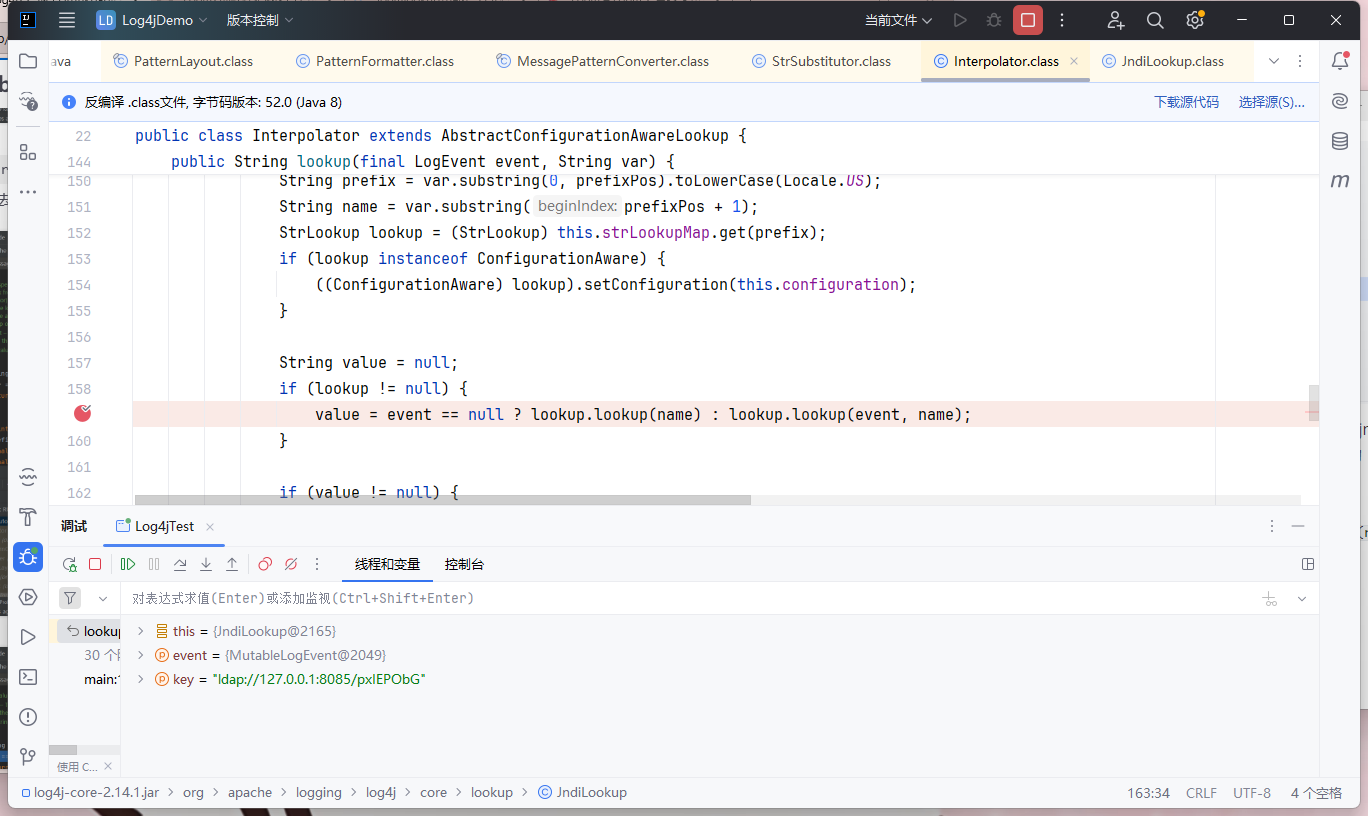 LD Log4jDemo 版本控制 当前文件
ava PatternLayout.class PatternFormatter.class MessagePatternConverter.class StrSubstitutor.class Interpolator.class JndiLookup.class
反编译 .class文件, 字节码版本: 52.0 (Java 8) 下载源代码 选择源(S)...
22 public class Interpolator extends AbstractConfigurationAwareLookup {
144 public String lookup(final LogEvent event, String var) {
150 String prefix = var.substring(0, prefixPos).toLowerCase(Locale.US);
151 String name = var.substring( beginIndex: prefixPos + 1);
152 StrLookup lookup = (StrLookup) this.strLookupMap.get(prefix);
153 if (lookup instanceof ConfigurationAware) {
154 ((ConfigurationAware) lookup).setConfiguration(this.configuration);
155 }
156
157 String value = null;
158 if (lookup != null) {
value = event == null ? lookup.lookup(name) : lookup.lookup(event, name);
160 }
161
162 if (value != null) {
调试 Log4jTest
线程和变量 控制台
对表达式求值(Enter)或添加监视(Ctrl+Shift+Enter)
lookup this = {JndiLookup@2165}
30 个 event = {MutableLogEvent@2049}
main: key = "ldap://127.0.0.1:8085/pxIEPObG"
使用 C...
log4j-core-2.14.1.jar org apache logging log4j core lookup JndiLookup 163:34 CRLF UTF-8 4 个空格